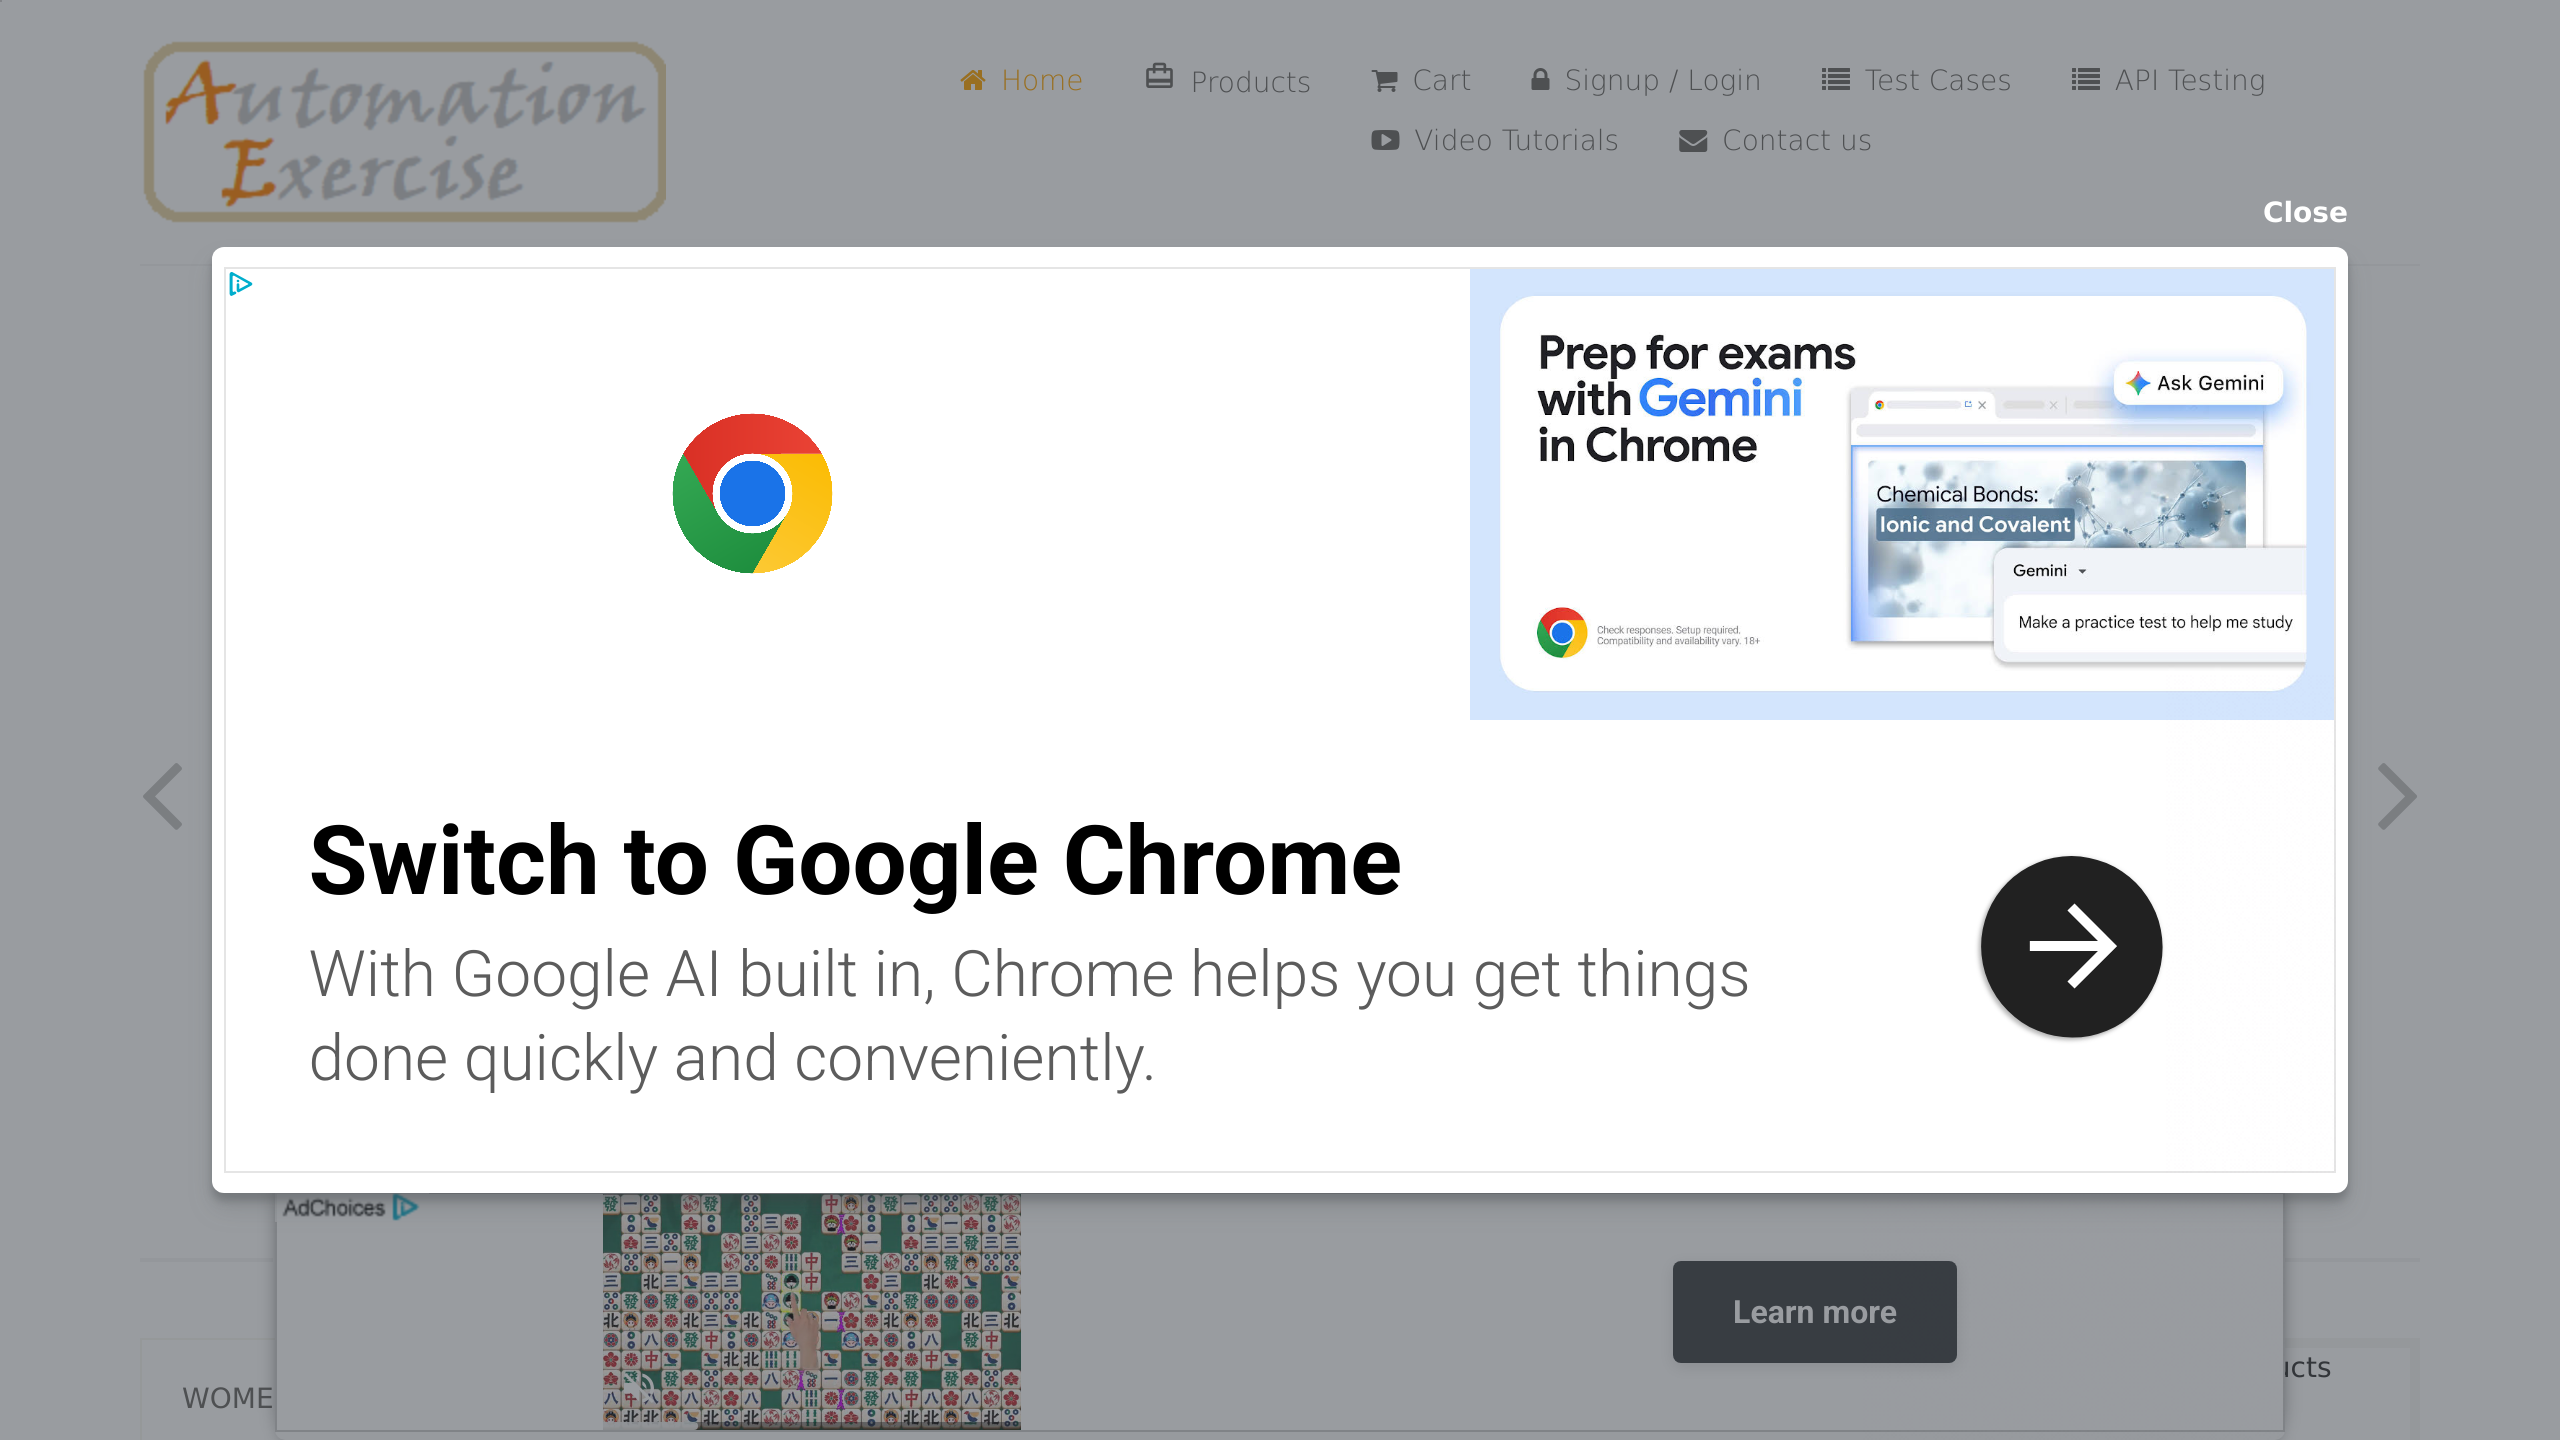 Automation
Exercise
Home
Products
Cart
Signup / Login
Test Cases
API Testing
Video Tutorials
Contact us
Close
Prep for exams
with Gemini
in Chrome
Ask Gemini
Chemical Bonds:
Ionic and Covalent
Gemini
Make a practice test to help me study
Check responses. Setup required.
Compatibility and availability vary. 18+
Switch to Google Chrome
With Google AI built in, Chrome helps you get things
done quickly and conveniently.
AdChoices
Learn more
WOME
ucts